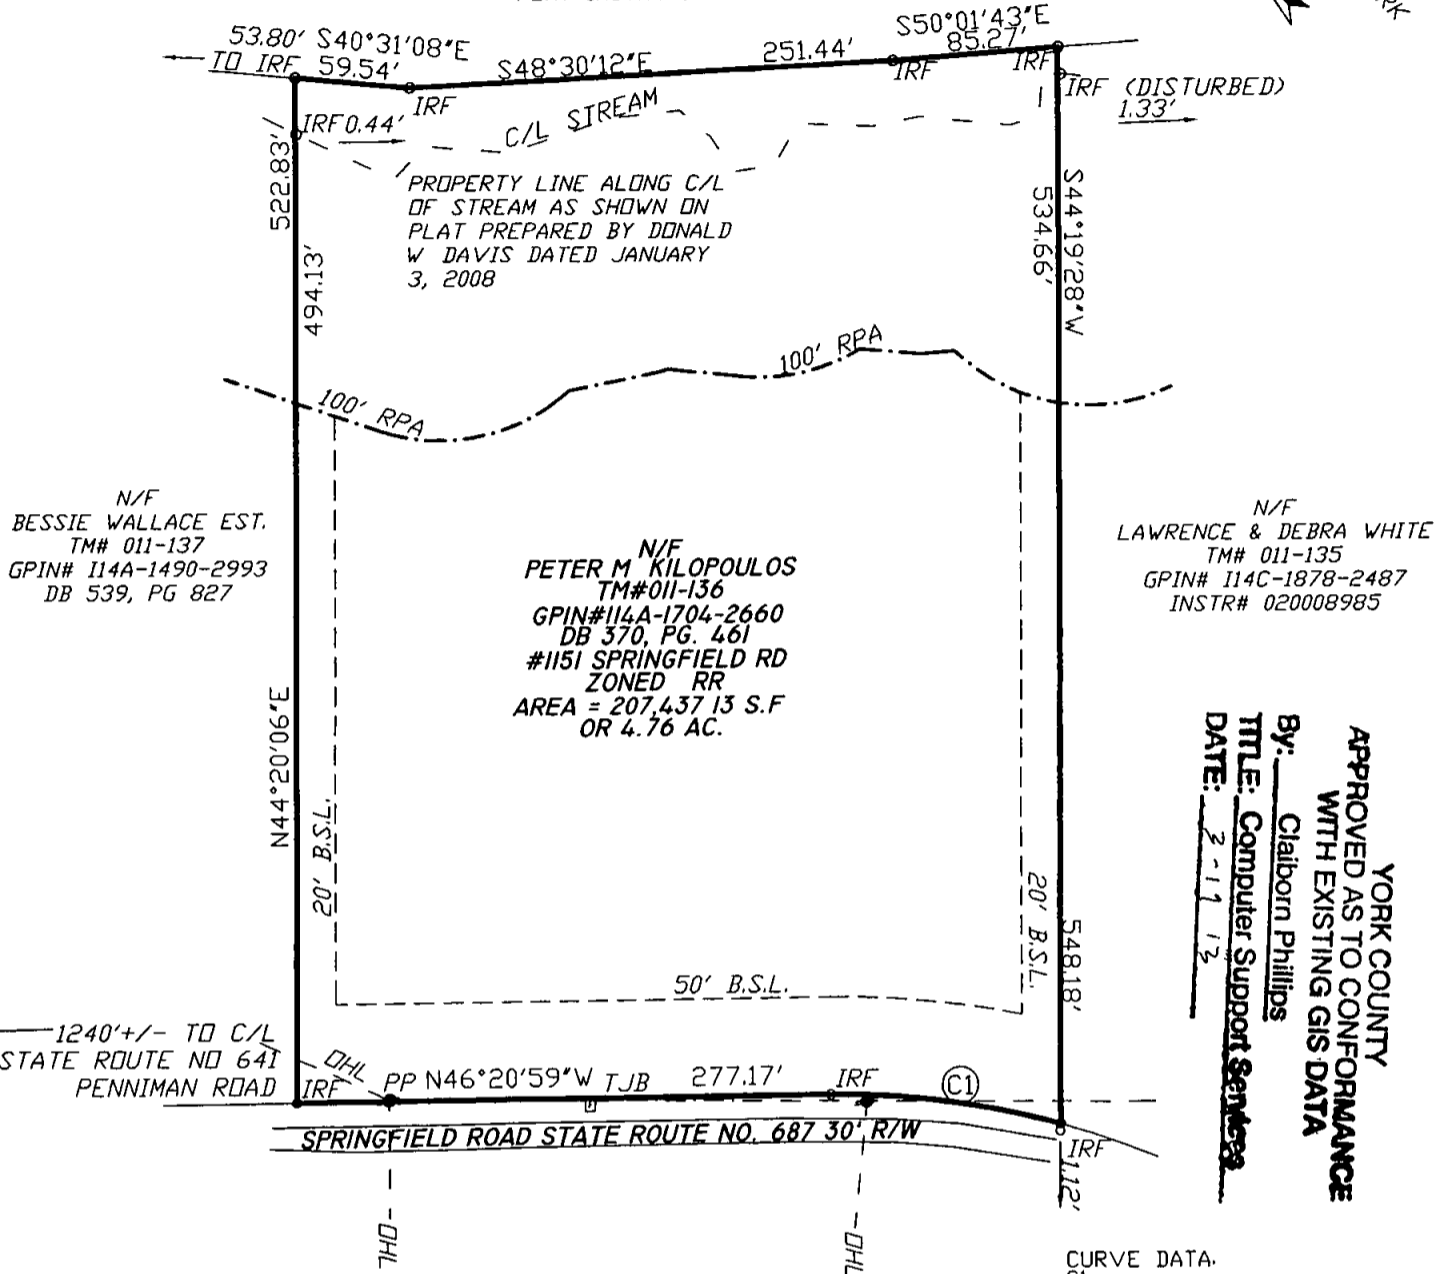 S50°01'43"E
85.27'
53.80' S40°31'08"E
TO IRF 59.54'
S48°30'12"E
251.44'
IRF
IRF
IRF
IRF (DISTURBED)
1.33'
IRF 0.44'
C/L STREAM
522.83'
494.13'
PROPERTY LINE ALONG C/L
OF STREAM AS SHOWN ON
PLAT PREPARED BY DONALD
W DAVIS DATED JANUARY
3, 2008
S44°19'28"W
534.66'
100' RPA
100' RPA
N/F
BESSIE WALLACE EST.
TM# 011-137
GPIN# I14A-1490-2993
DB 539, PG 827
N/F
PETER M KILOPOULOS
TM#011-136
GPIN#I14A-1704-2660
DB 370, PG. 461
#1151 SPRINGFIELD RD
ZONED RR
AREA = 207,437 13 S.F
OR 4.76 AC.
N/F
LAWRENCE & DEBRA WHITE
TM# 011-135
GPIN# I14C-1878-2487
INSTR# 020008985
N44°20'06"E
20' B.S.L.
20' B.S.L.
548.18'
50' B.S.L.
YORK COUNTY
APPROVED AS TO CONFORMANCE
WITH EXISTING GIS DATA
By: Claiborn Phillips
TITLE: Computer Support Services
DATE:
1240'+/- TO C/L
STATE ROUTE NO 641
PENNIMAN ROAD
OHL
IRF
PP N46°20'59"W TJB 277.17' IRF
C1
SPRINGFIELD ROAD STATE ROUTE NO. 687 30' R/W
IRF
1.12'
OHL
OHL
CURVE DATA.